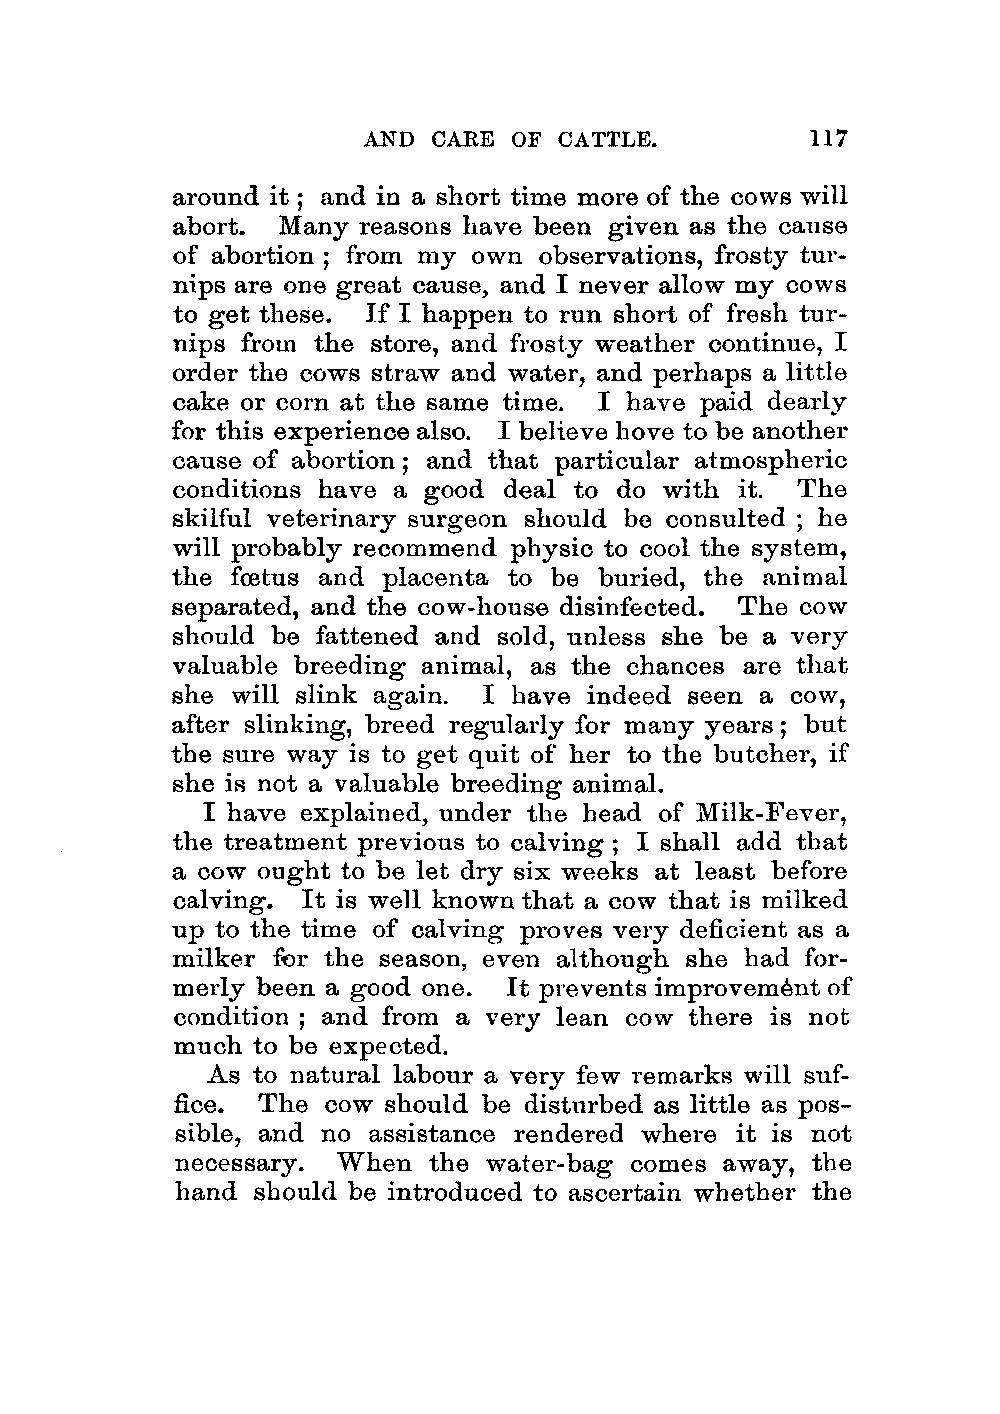 AND CARE OF CATTLE. 117
around it ; and in a short time more of the cows will
abort. Many reasons have been given as the cause
of abortion ; from my own observations, frosty tur-
nips are one great cause, and I never allow my cows
to get these. If I happen to run short of fresh tur-
nips from the store, and frosty weather continue, I
order the cows straw and water, and perhaps a little
cake or corn at the same time. I have paid dearly
for this experience also. I believe hove to be another
cause of abortion ; and that particular atmospheric
conditions have a good deal to do with it. The
skilful veterinary surgeon should be consulted ; he
will probably recommend physic to cool the system,
the fœtus and placenta to be buried, the animal
separated, and the cow-house disinfected. The cow
should be fattened and sold, unless she be a very
valuable breeding animal, as the chances are that
she will slink again. I have indeed seen a cow,
after slinking, breed regularly for many years ; but
the sure way is to get quit of her to the butcher, if
she is not a valuable breeding animal.
I have explained, under the head of Milk-Fever,
the treatment previous to calving ; I shall add that
a cow ought to be let dry six weeks at least before
calving. It is well known that a cow that is milked
up to the time of calving proves very deficient as a
milker for the season, even although she had for-
merly been a good one. It prevents improvement of
condition ; and from a very lean cow there is not
much to be expected.
As to natural labour a very few remarks will suf-
fice. The cow should be disturbed as little as pos-
sible, and no assistance rendered where it is not
necessary. When the water-bag comes away, the
hand should be introduced to ascertain whether the